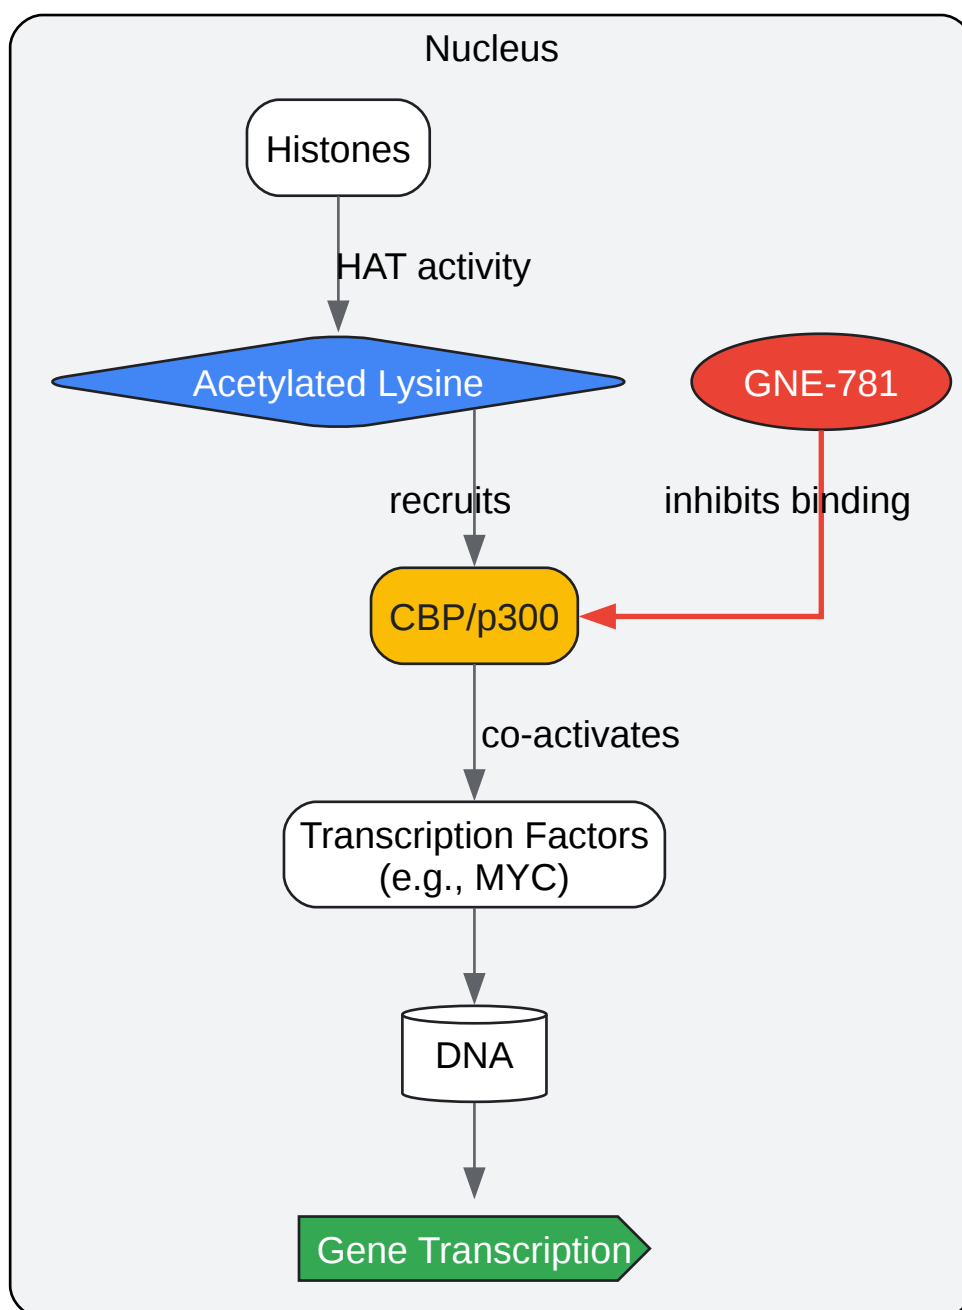 Nucleus
Histones
HAT activity
Acetylated Lysine
GNE-781
recruits
inhibits binding
CBP/p300
co-activates
Transcription Factors
(e.g., MYC)
DNA
Gene Transcription